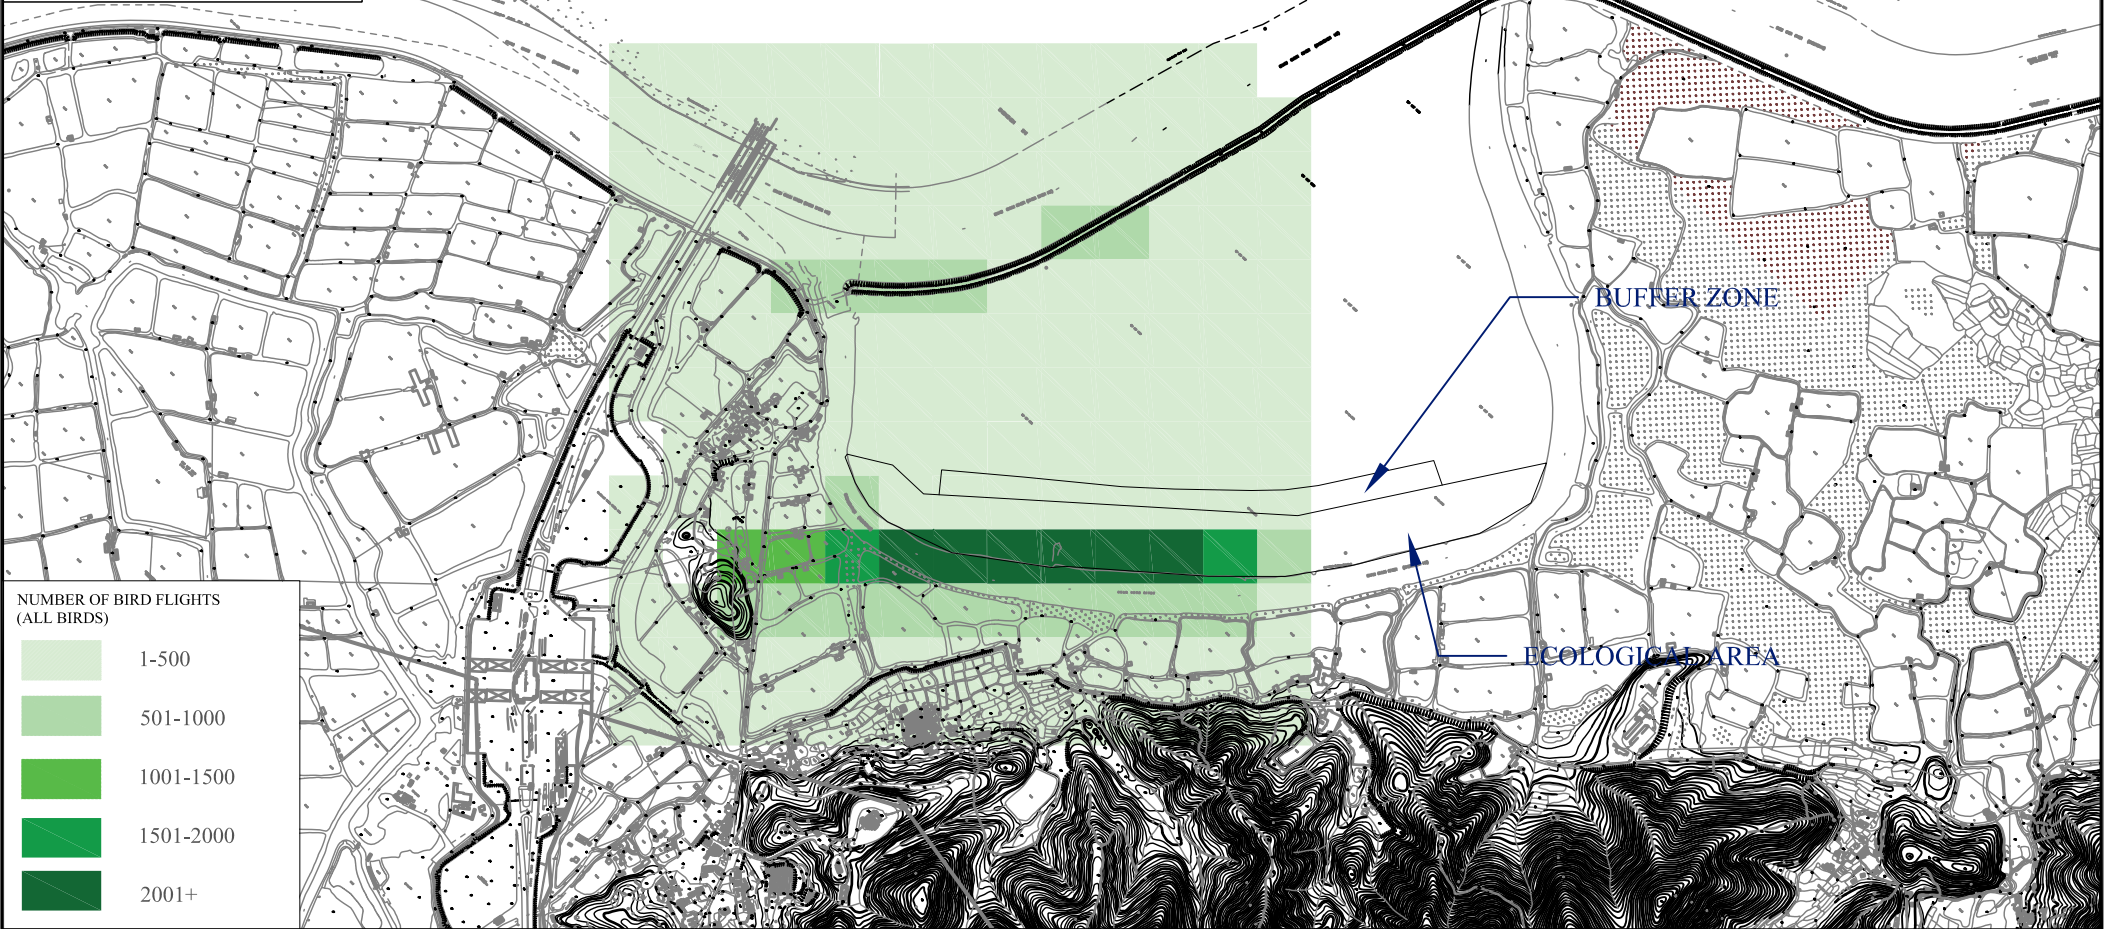 BUFFER ZONE
NUMBER OF BIRD FLIGHTS
(ALL BIRDS)
1-500
501-1000
1001-1500
1501-2000
2001+
ECOLOGICAL AREA